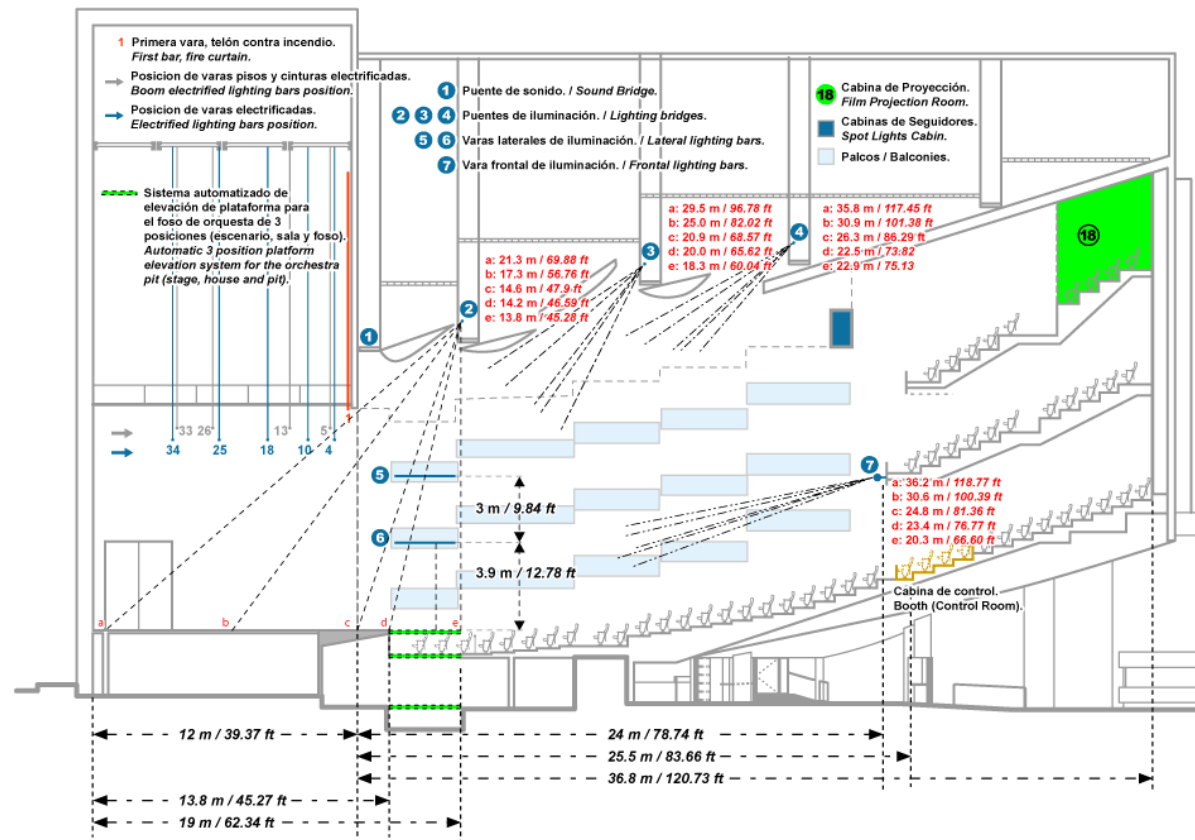 1 Primera vara, telón contra incendio.
First bar, fire curtain.
Posicion de varas pisos y cinturas electrificadas.
Boom electrified lighting bars position.
Posición de varas electrificadas.
Electrified lighting bars position.
Sistema automatizado de
elevación de plataforma para
el foso de orquesta de 3
posiciones (escenario, sala y foso).
Automatic 3 position platform
elevation system for the orchestra
pit (stage, house and pit).
1 Puente de sonido. / Sound Bridge.
2 3 4 Puentes de iluminación. / Lighting bridges.
5 6 Varas laterales de iluminación. / Lateral lighting bars.
7 Vara frontal de iluminación. / Frontal lighting bars.
18 Cabina de Proyección.
Film Projection Room.
Cabinas de Seguidores.
Spot Lights Cabin.
Palcos / Balconies.
1
2
a: 21.3 m / 69.88 ft
b: 17.3 m / 56.76 ft
c: 14.6 m / 47.9 ft
d: 14.2 m / 46.59 ft
e: 13.8 m / 45.28 ft
3
a: 29.5 m / 96.78 ft
b: 25.0 m / 82.02 ft
c: 20.9 m / 68.57 ft
d: 20.0 m / 65.62 ft
e: 18.3 m / 60.04 ft
4
a: 35.8 m / 117.45 ft
b: 30.9 m / 101.38 ft
c: 26.3 m / 86.29 ft
d: 22.5 m / 73.82
e: 22.9 m / 75.13
18
33 26 13 5
34 25 18 10 4
5
6
3 m / 9.84 ft
3.9 m / 12.78 ft
7
a: 36.2 m / 118.77 ft
b: 30.6 m / 100.39 ft
c: 24.8 m / 81.36 ft
d: 23.4 m / 76.77 ft
e: 20.3 m / 66.60 ft
Cabina de control.
Booth (Control Room).
a b c d e
12 m / 39.37 ft
24 m / 78.74 ft
25.5 m / 83.66 ft
36.8 m / 120.73 ft
13.8 m / 45.27 ft
19 m / 62.34 ft